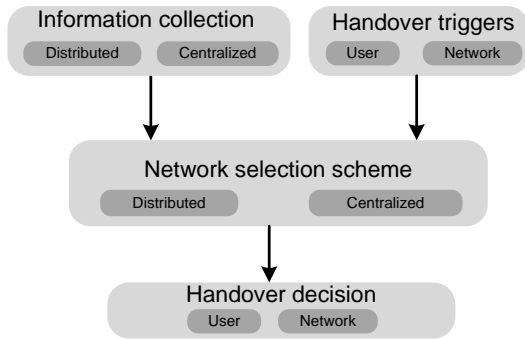 Information collection
Distributed
Centralized
Handover triggers
User
Network
Network selection scheme
Distributed
Centralized
Handover decision
User
Network